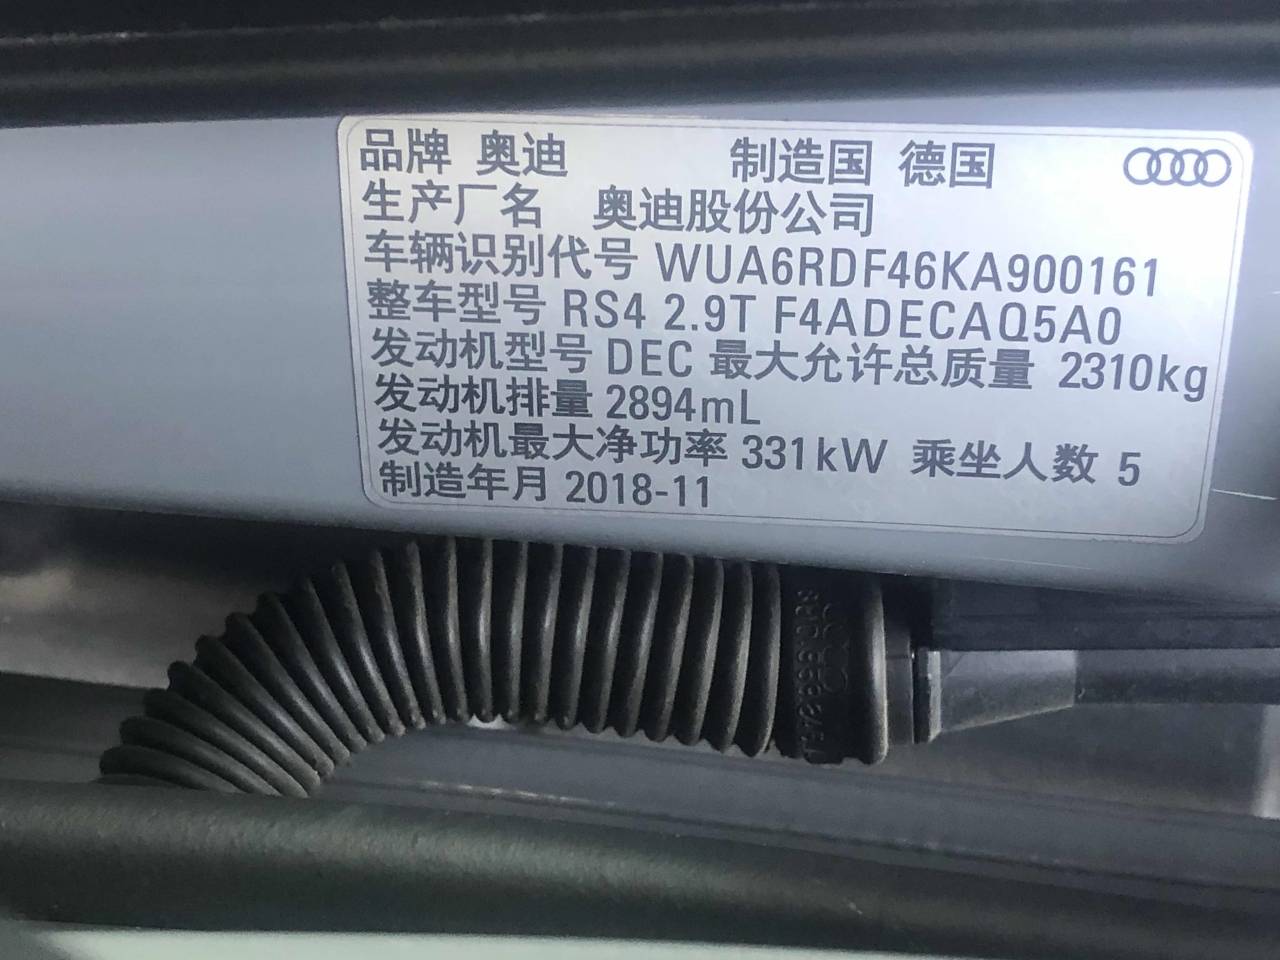 品牌 奥迪 制造国 德国
生产厂名 奥迪股份公司
车辆识别代号 WUA6RDF46KA900161
整车型号 RS4 2.9T F4ADECAQ5A0
发动机型号 DEC 最大允许总质量 2310kg
发动机排量 2894mL
发动机最大净功率 331kW 乘坐人数 5
制造年月 2018-11